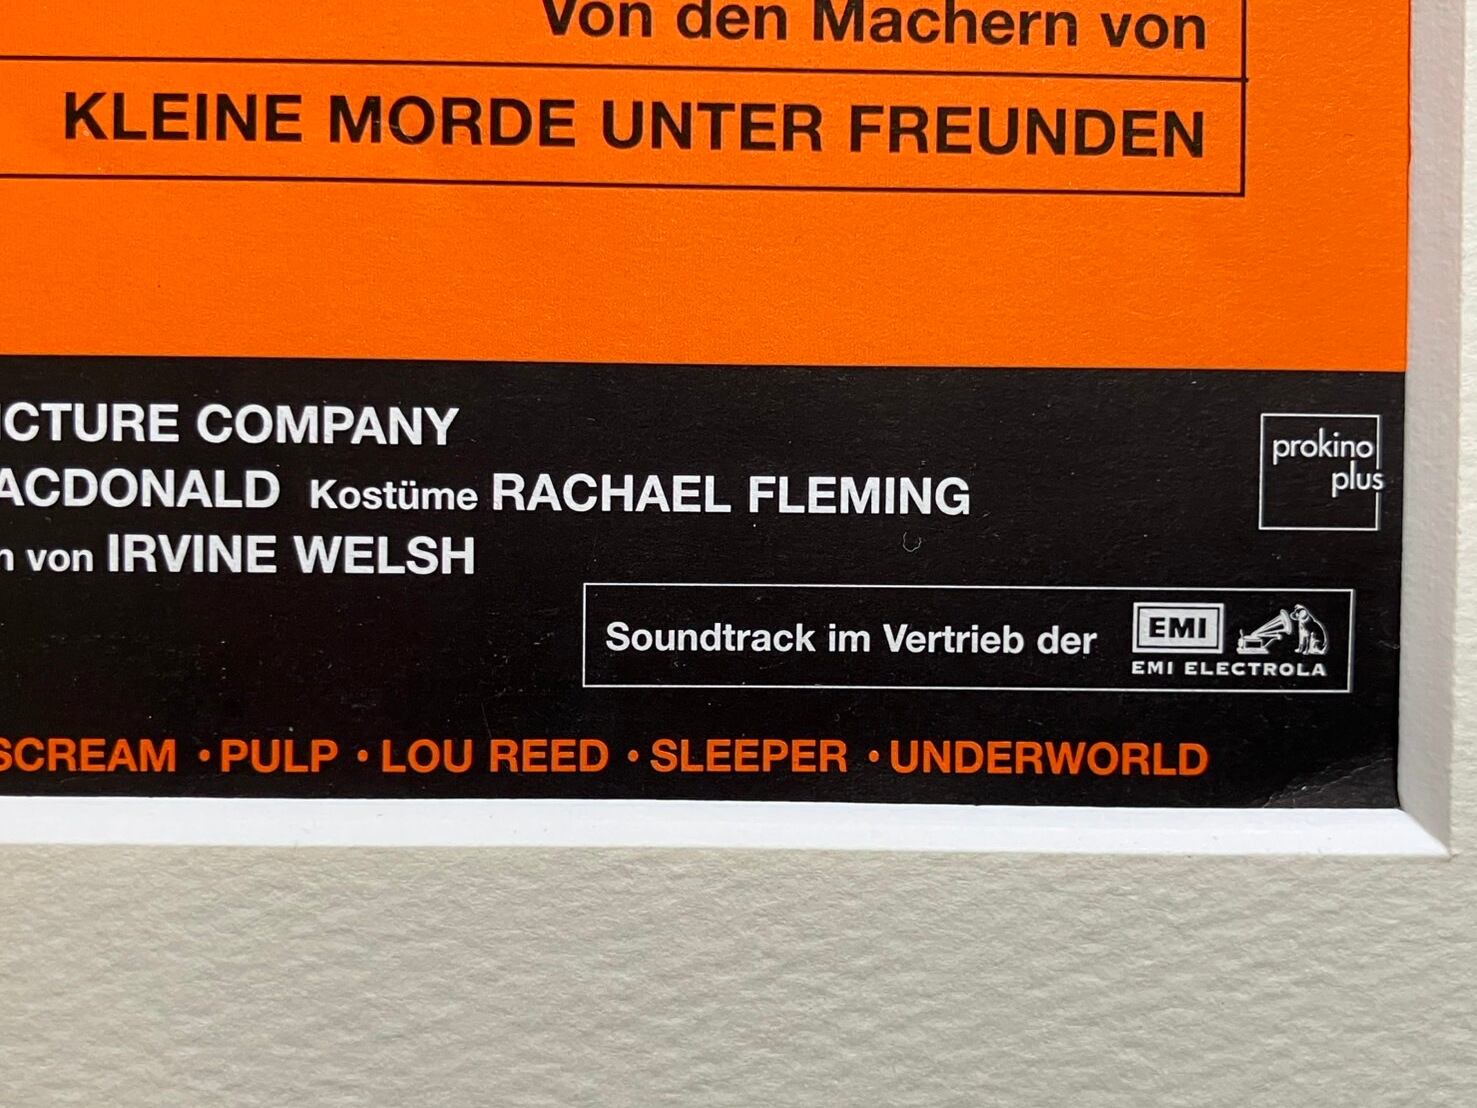 Von den Machern von
KLEINE MORDE UNTER FREUNDEN
ICTURE COMPANY
ACDONALD Kostüme RACHAEL FLEMING
n von IRVINE WELSH
prokino
plus
Soundtrack im Vertrieb der EMI
EMI ELECTROLA
SCREAM • PULP • LOU REED • SLEEPER • UNDERWORLD